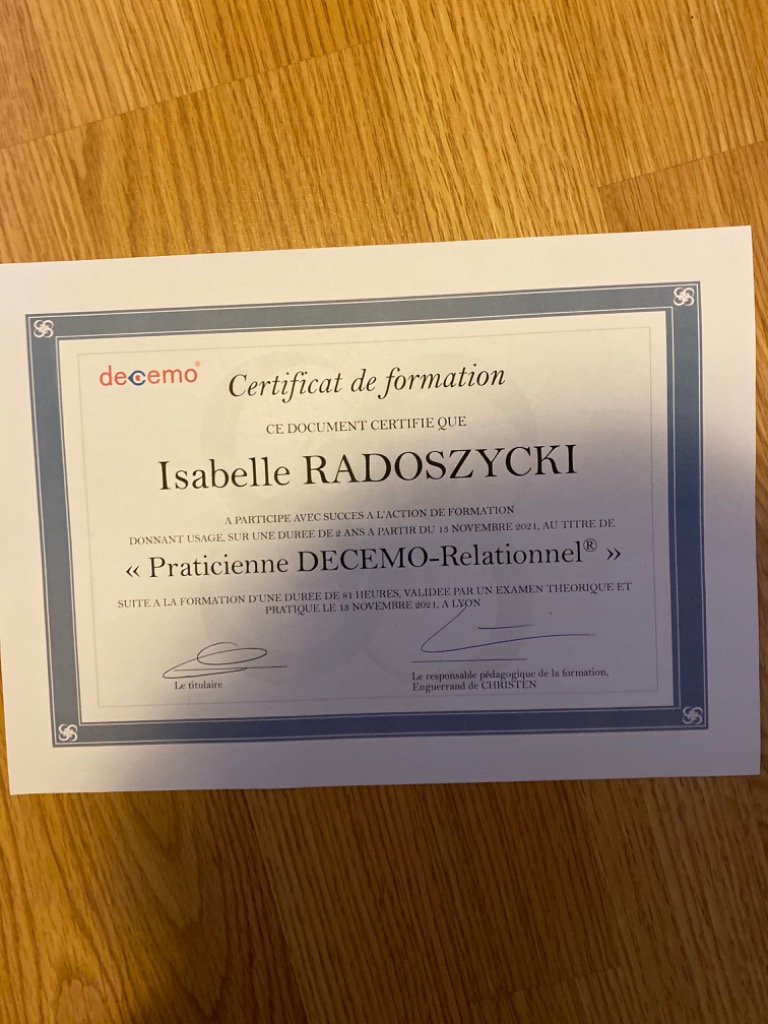 decemo®
Certificat de formation
CE DOCUMENT CERTIFIE QUE
Isabelle RADOSZYCKI
A PARTICIPE AVEC SUCCES A L'ACTION DE FORMATION
DONNANT USAGE, SUR UNE DUREE DE 2 ANS A PARTIR DU 13 NOVEMBRE 2021, AU TITRE DE
« Praticienne DECEMO-Relationnel® »
SUITE A LA FORMATION D'UNE DUREE DE 81 HEURES, VALIDEE PAR UN EXAMEN THEORIQUE ET
PRATIQUE LE 13 NOVEMBRE 2021, A LYON
Le titulaire
Le responsable pédagogique de la formation,
Enguerrand de CHRISTEN